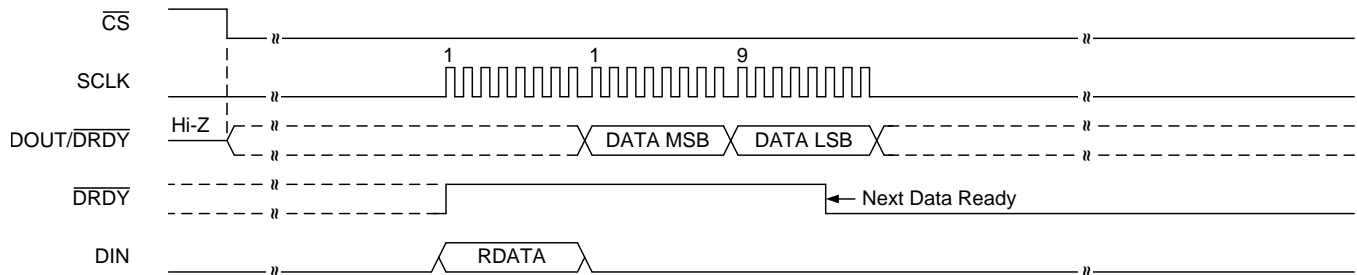 CS
1 1 9
SCLK
Hi-Z
DOUT/DRDY DATA MSB DATA LSB
DRDY Next Data Ready
DIN RDATA